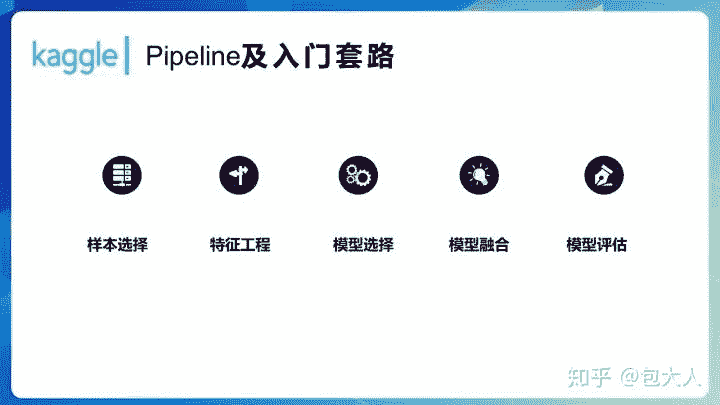 kaggle | Pipeline及入门套路
样本选择 特征工程 模型选择 模型融合 模型评估
知乎 @包大人